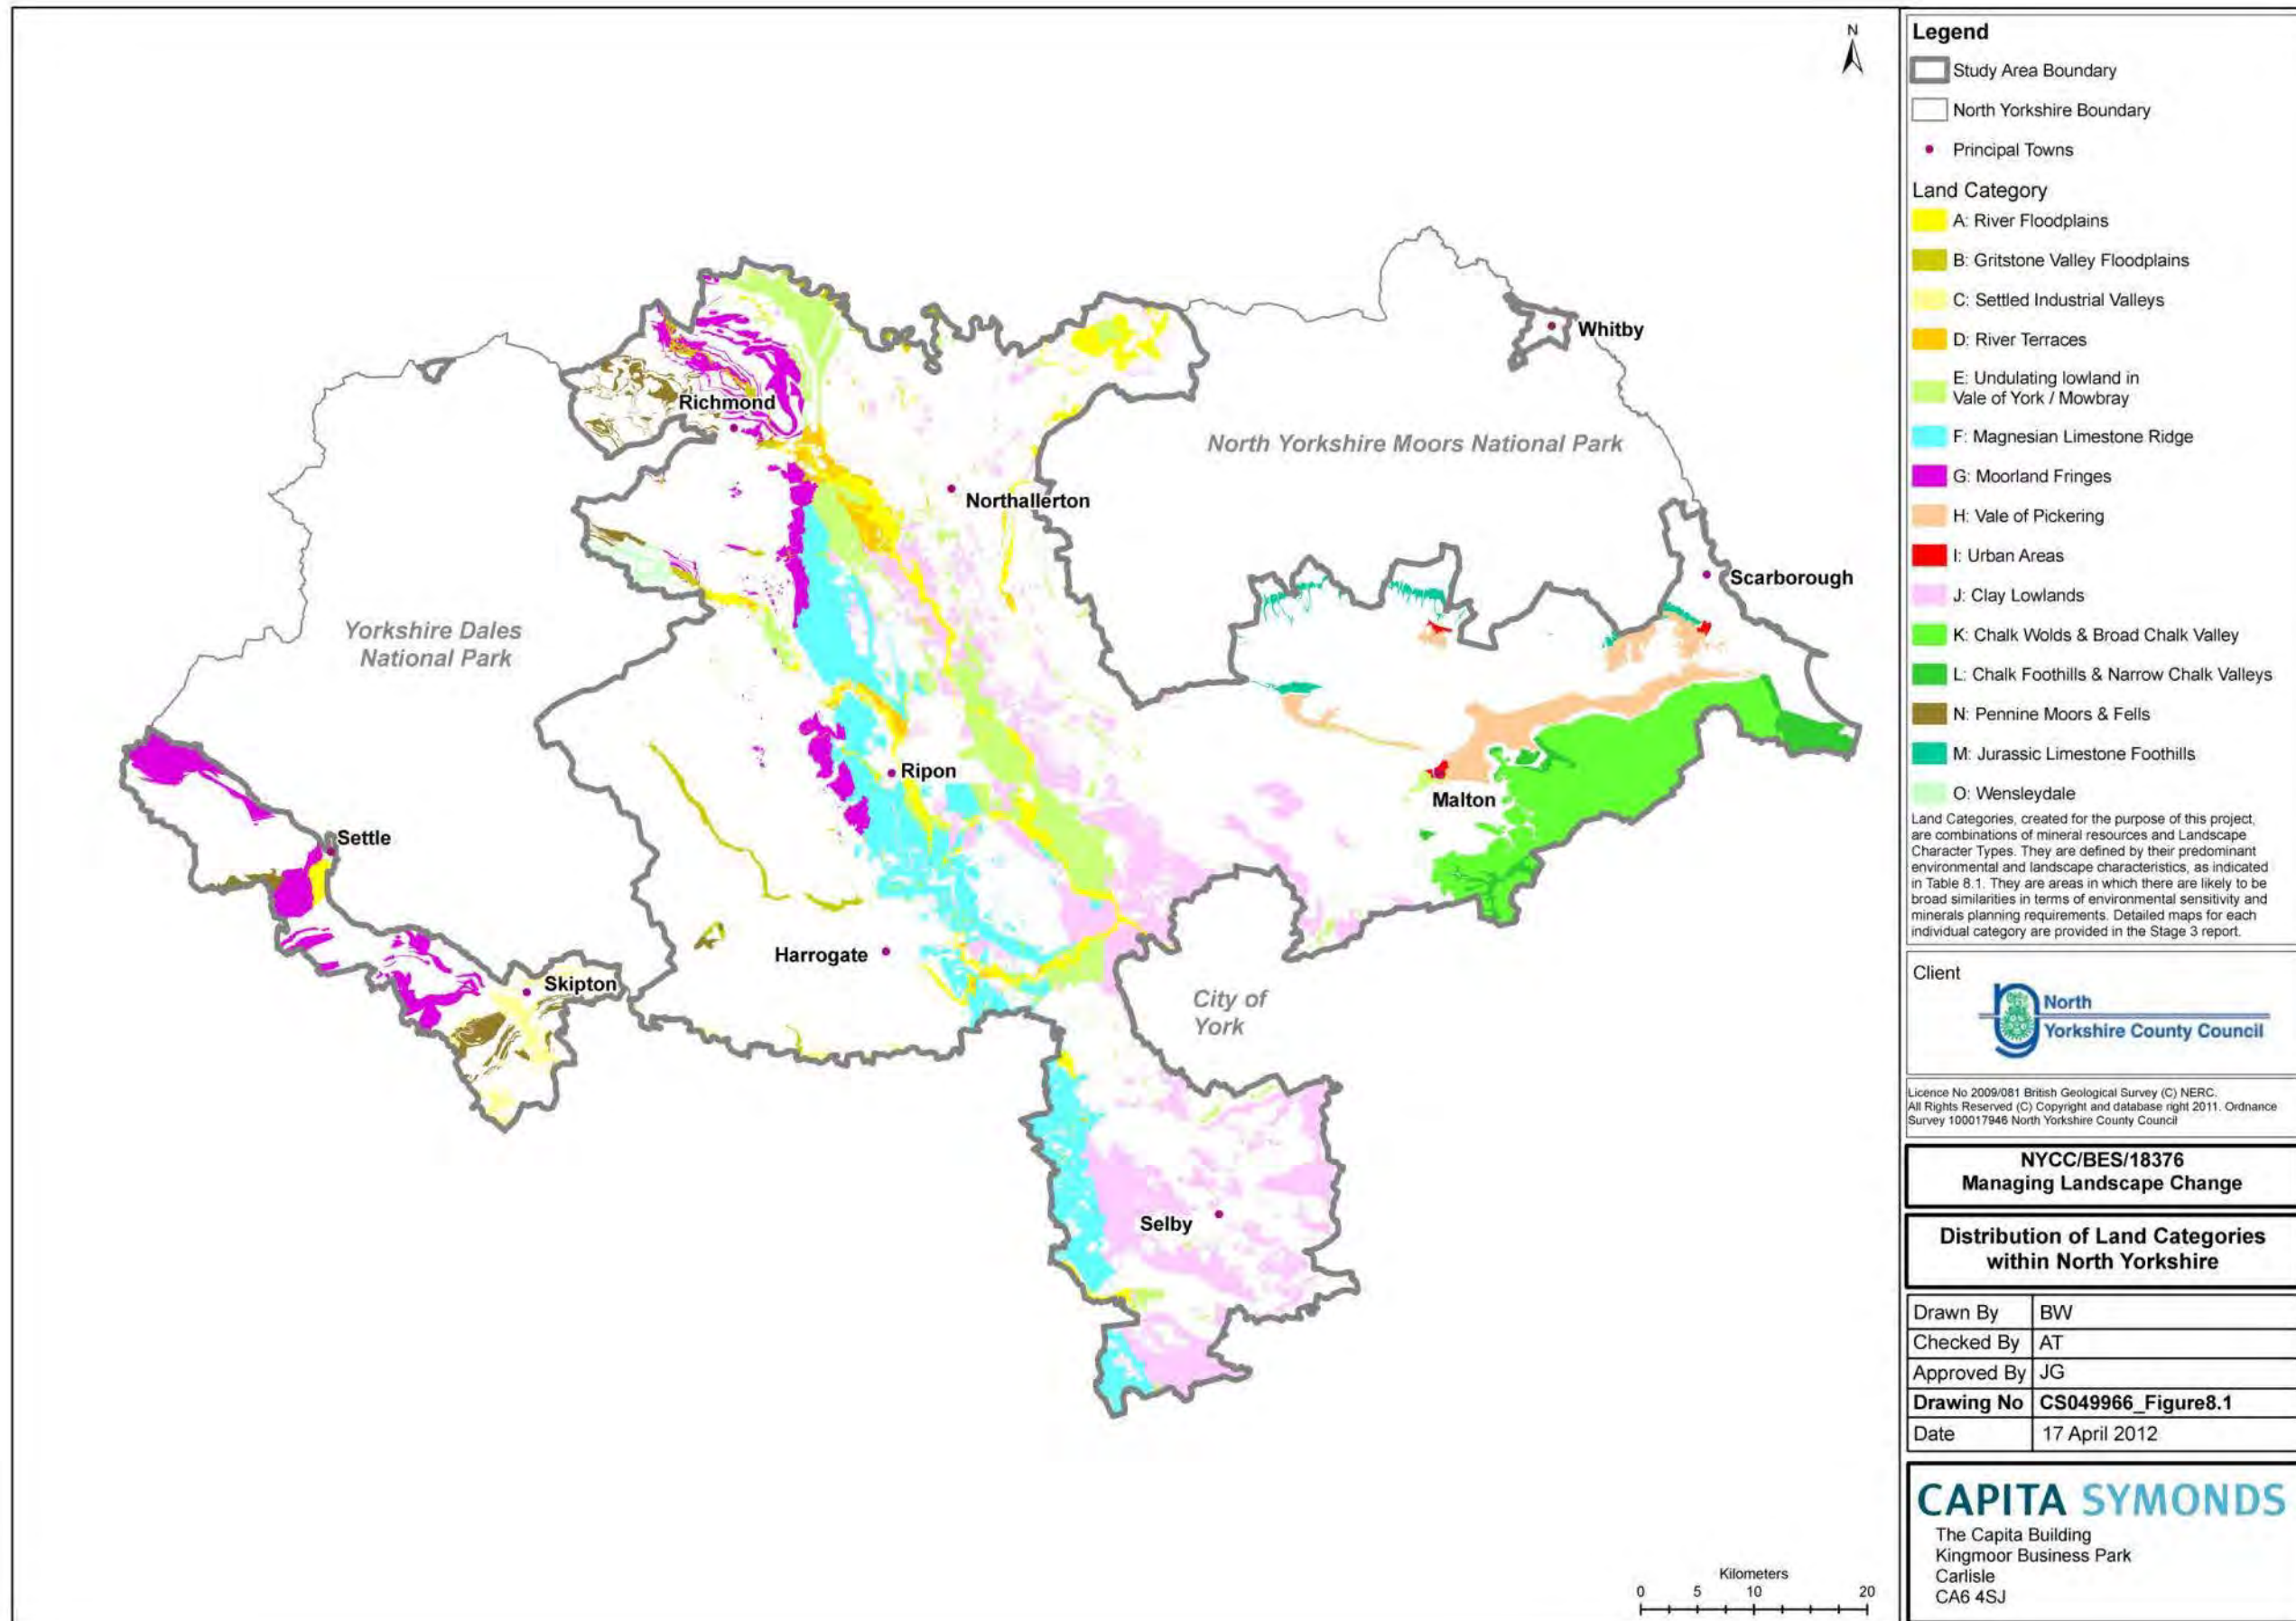 N
Whitby
Richmond
North Yorkshire Moors National Park
Northallerton
Scarborough
Yorkshire Dales
National Park
Ripon
Malton
Settle
Harrogate
Skipton
City of
York
Selby
Kilometers
0 5 10 20
Legend
Study Area Boundary
North Yorkshire Boundary
Principal Towns
Land Category
A: River Floodplains
B: Gritstone Valley Floodplains
C: Settled Industrial Valleys
D: River Terraces
E: Undulating lowland in
Vale of York / Mowbray
F: Magnesian Limestone Ridge
G: Moorland Fringes
H: Vale of Pickering
I: Urban Areas
J: Clay Lowlands
K: Chalk Wolds & Broad Chalk Valley
L: Chalk Foothills & Narrow Chalk Valleys
N: Pennine Moors & Fells
M: Jurassic Limestone Foothills
O: Wensleydale
Land Categories, created for the purpose of this project,
are combinations of mineral resources and Landscape
Character Types. They are defined by their predominant
environmental and landscape characteristics, as indicated
in Table 8.1. They are areas in which there are likely to be
broad similarities in terms of environmental sensitivity and
minerals planning requirements. Detailed maps for each
individual category are provided in the Stage 3 report.
Client
North
Yorkshire County Council
Licence No 2009/081 British Geological Survey (C) NERC.
All Rights Reserved (C) Copyright and database right 2011. Ordnance
Survey 100017946 North Yorkshire County Council
NYCC/BES/18376
Managing Landscape Change
Distribution of Land Categories
within North Yorkshire
Drawn By BW
Checked By AT
Approved By JG
Drawing No CS049966_Figure8.1
Date 17 April 2012
CAPITA SYMONDS
The Capita Building
Kingmoor Business Park
Carlisle
CA6 4SJ